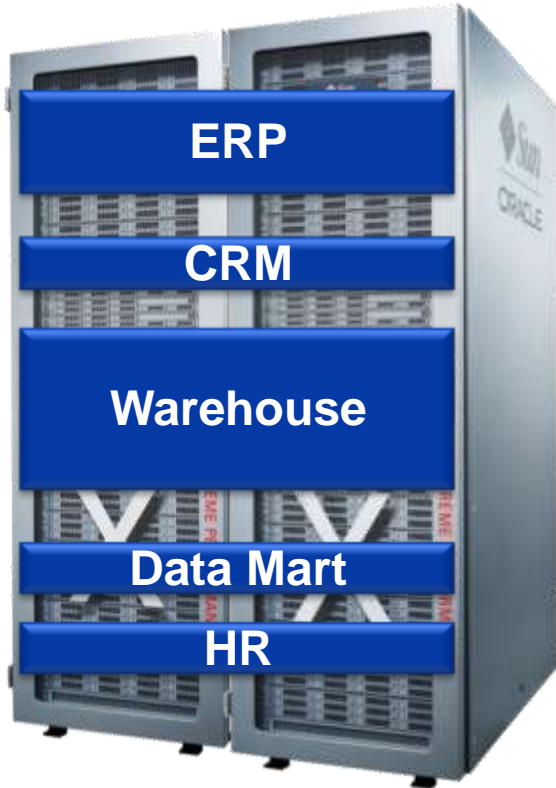 ERP
Sun
ORACLE
CRM
Warehouse
X X
Data Mart
HR